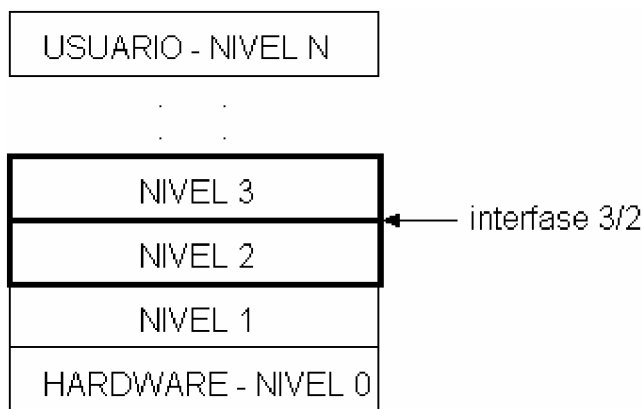 USUARIO - NIVEL N
NIVEL 3
interfase 3/2
NIVEL 2
NIVEL 1
HARDWARE - NIVEL 0